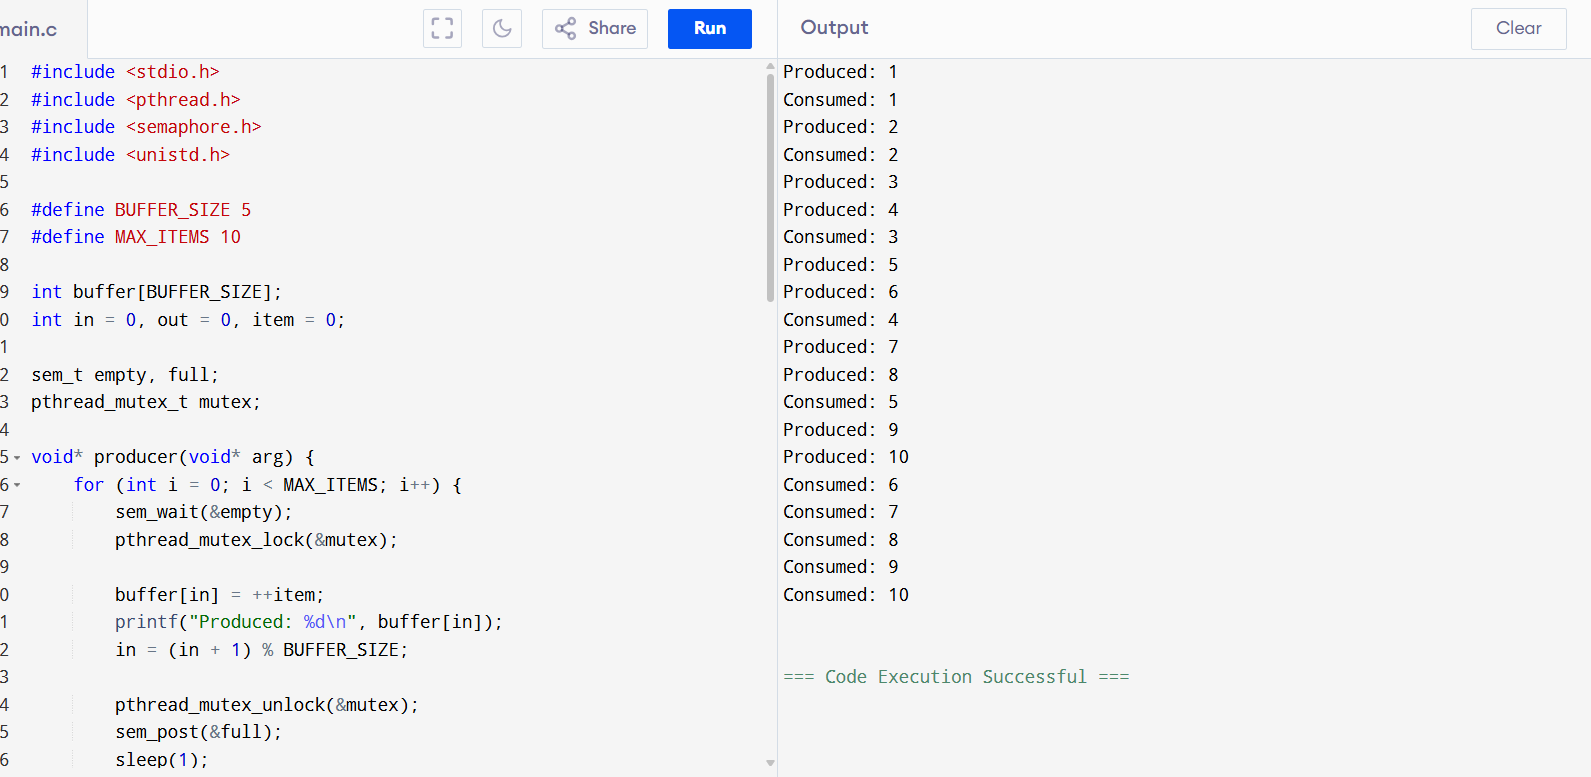 main.c
Share
Run
Output
Clear
1 #include <stdio.h>
2 #include <pthread.h>
3 #include <semaphore.h>
4 #include <unistd.h>
5
6 #define BUFFER_SIZE 5
7 #define MAX_ITEMS 10
8
9 int buffer[BUFFER_SIZE];
0 int in = 0, out = 0, item = 0;
1
2 sem_t empty, full;
3 pthread_mutex_t mutex;
4
5 void* producer(void* arg) {
6     for (int i = 0; i < MAX_ITEMS; i++) {
7         sem_wait(&empty);
8         pthread_mutex_lock(&mutex);
9
0         buffer[in] = ++item;
1         printf("Produced: %d\n", buffer[in]);
2         in = (in + 1) % BUFFER_SIZE;
3
4         pthread_mutex_unlock(&mutex);
5         sem_post(&full);
6         sleep(1);
Produced: 1
Consumed: 1
Produced: 2
Consumed: 2
Produced: 3
Produced: 4
Consumed: 3
Produced: 5
Produced: 6
Consumed: 4
Produced: 7
Produced: 8
Consumed: 5
Produced: 9
Produced: 10
Consumed: 6
Consumed: 7
Consumed: 8
Consumed: 9
Consumed: 10
=== Code Execution Successful ===